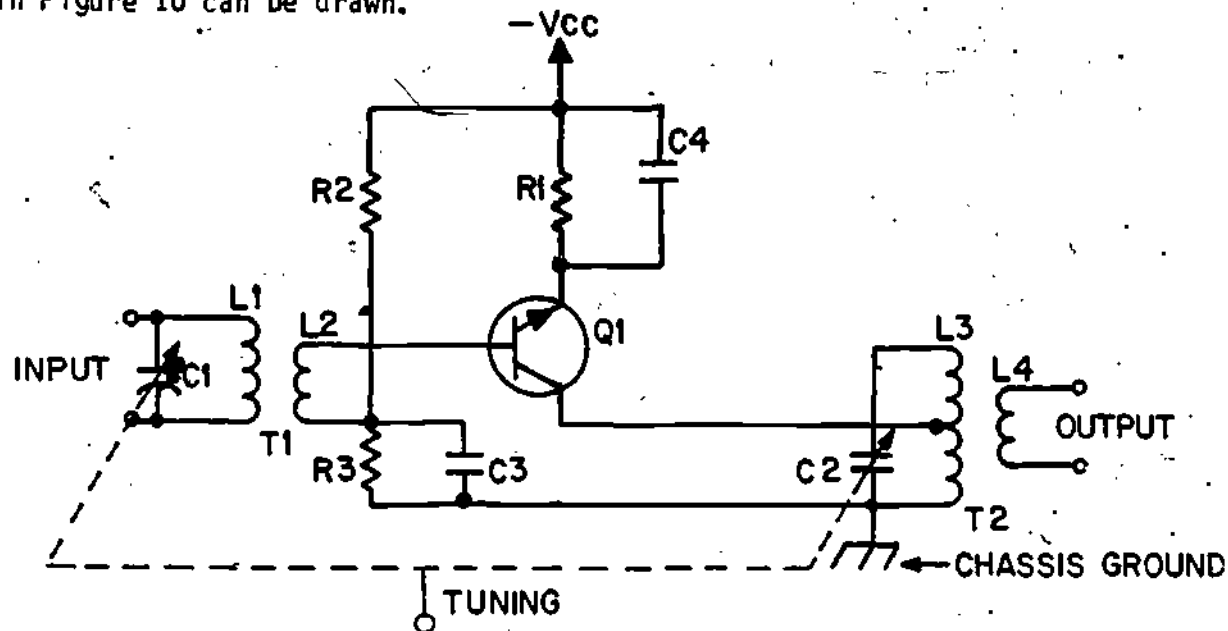 in Figure 10 can be drawn.
-Vcc
C4
R2
R1
L1
L2
Q1
L3
L4
INPUT
C1
OUTPUT
T1
R3
C3
C2
T2
CHASSIS GROUND
TUNING